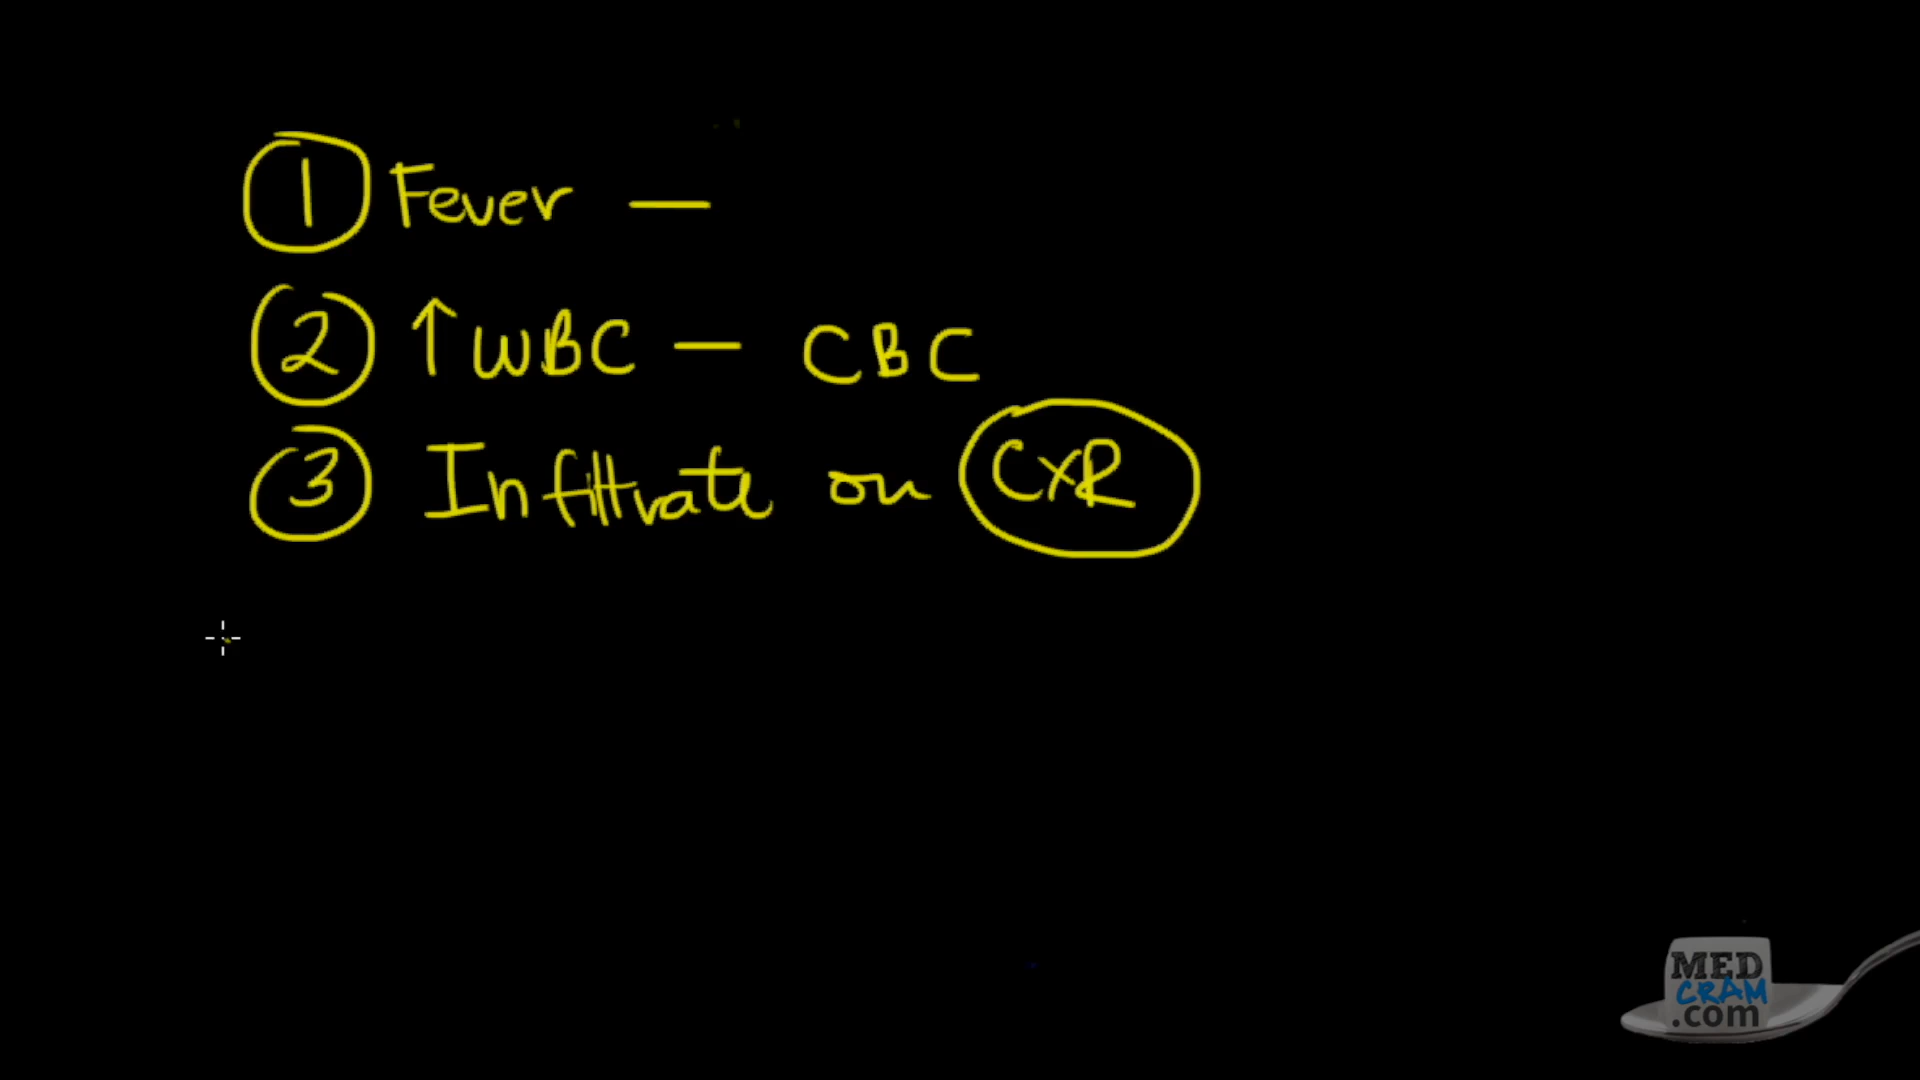 1 Fever —
2 ↑ WBC — CBC
3 Infiltrate on CXR
MED
CRAM
.com